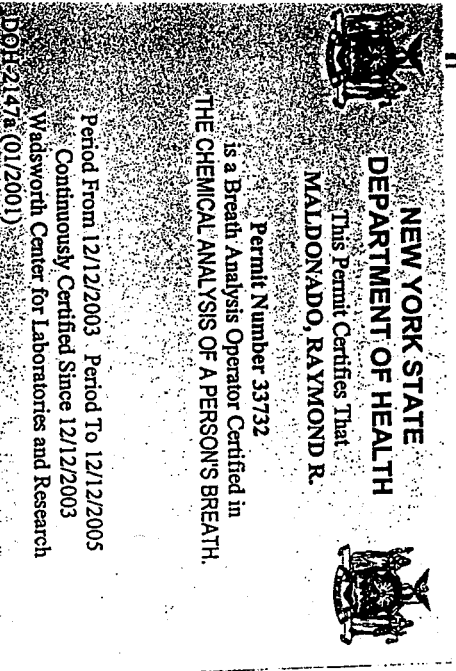 NEW YORK STATE
DEPARTMENT OF HEALTH
This Permit Certifies That
MALDONADO, RAYMOND R.
Permit Number 33732
is a Breath Analysis Operator Certified in
THE CHEMICAL ANALYSIS OF A PERSON'S BREATH.
Period From 12/12/2003 Period To 12/12/2005
Continuously Certified Since 12/12/2003
Wadsworth Center for Laboratories and Research
DOH-2147a (01/2001)